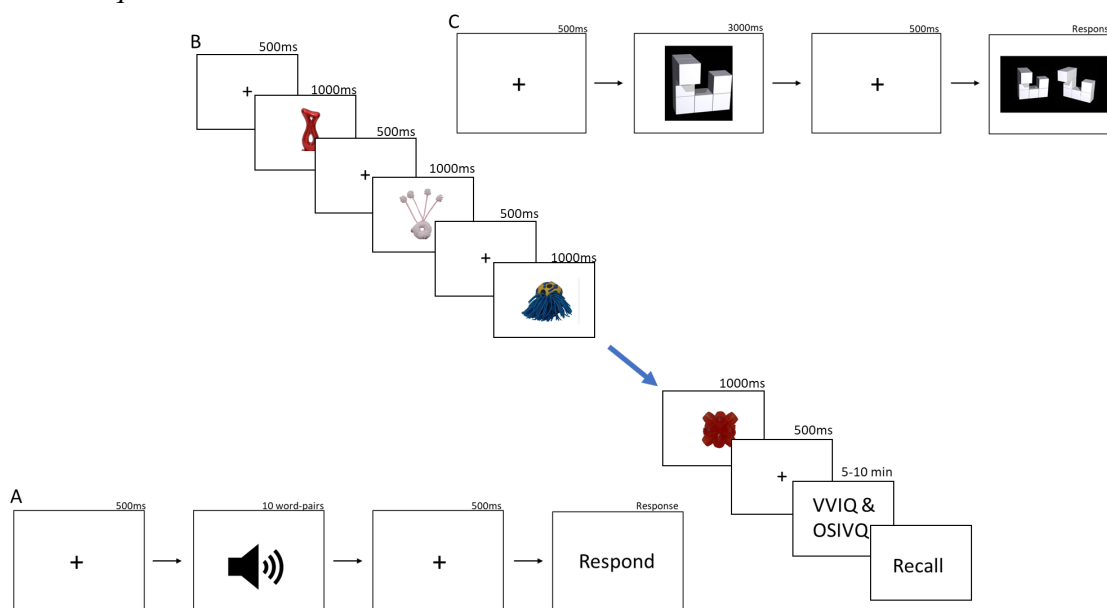 C
500ms
3000ms
500ms
+
+
B
500ms
+
1000ms
500ms
+
1000ms
500ms
+
1000ms
1000ms
500ms
+
5-10 min
VVIQ &
OSIVQ
Recall
A
500ms
10 word-pairs
500ms
Response
+
+
Respond